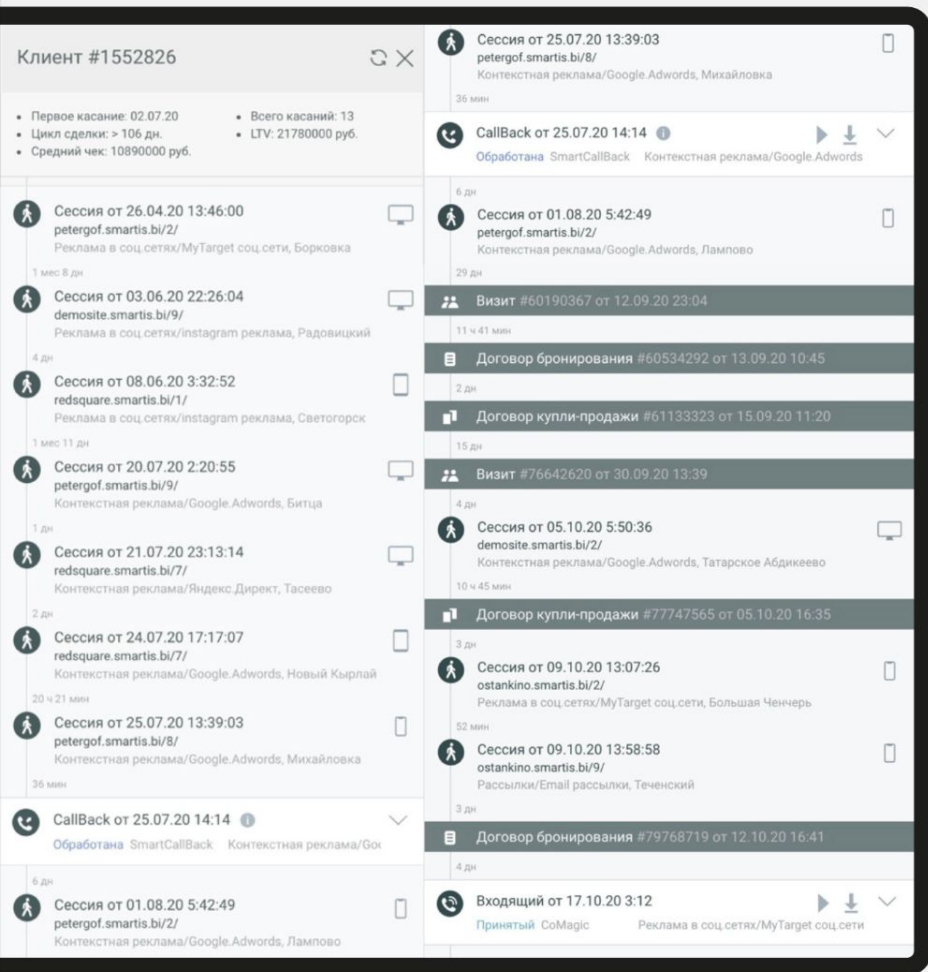 Клиент #1552826
Первое касание: 02.07.20
Цикл сделки: > 106 дн.
Средний чек: 10890000 руб.
Всего касаний: 13
LTV: 21780000 руб.
Сессия от 26.04.20 13:46:00
petergof.smartis.bi/2/
Реклама в соц.сетях/MyTarget соц.сети, Борковка
1 мес 8 дн
Сессия от 03.06.20 22:26:04
demosite.smartis.bi/9/
Реклама в соц.сетях/instagram реклама, Радовицкий
4 дн
Сессия от 08.06.20 3:32:52
redsquare.smartis.bi/1/
Реклама в соц.сетях/instagram реклама, Светогорск
1 мес 11 дн
Сессия от 20.07.20 2:20:55
petergof.smartis.bi/9/
Контекстная реклама/Google.Adwords, Битца
1 дн
Сессия от 21.07.20 23:13:14
redsquare.smartis.bi/7/
Контекстная реклама/Яндекс.Директ, Тасеево
2 дн
Сессия от 24.07.20 17:17:07
redsquare.smartis.bi/7/
Контекстная реклама/Google.Adwords, Новый Кырлай
20 ч 21 мин
Сессия от 25.07.20 13:39:03
petergof.smartis.bi/8/
Контекстная реклама/Google.Adwords, Михайловка
36 мин
CallBack от 25.07.20 14:14
Обработана SmartCallBack Контекстная реклама/Goo
6 дн
Сессия от 01.08.20 5:42:49
petergof.smartis.bi/2/
Контекстная реклама/Google.Adwords, Лампово
Сессия от 25.07.20 13:39:03
petergof.smartis.bi/8/
Контекстная реклама/Google.Adwords, Михайловка
36 мин
CallBack от 25.07.20 14:14
Обработана SmartCallBack Контекстная реклама/Google.Adwords
6 дн
Сессия от 01.08.20 5:42:49
petergof.smartis.bi/2/
Контекстная реклама/Google.Adwords, Лампово
29 дн
Визит #60190367 от 12.09.20 23:04
11 ч 41 мин
Договор бронирования #60534292 от 13.09.20 10:45
2 дн
Договор купли-продажи #61133323 от 15.09.20 11:20
15 дн
Визит #76642620 от 30.09.20 13:39
4 дн
Сессия от 05.10.20 5:50:36
demosite.smartis.bi/2/
Контекстная реклама/Google.Adwords, Татарское Абдикеево
10 ч 45 мин
Договор купли-продажи #77747565 от 05.10.20 16:35
3 дн
Сессия от 09.10.20 13:07:26
ostankino.smartis.bi/2/
Реклама в соц.сетях/MyTarget соц.сети, Большая Ченчерь
52 мин
Сессия от 09.10.20 13:58:58
ostankino.smartis.bi/9/
Рассылки/Email рассылки, Теченский
3 дн
Договор бронирования #79768719 от 12.10.20 16:41
4 дн
Входящий от 17.10.20 3:12
Принятый CoMagic Реклама в соц.сетях/MyTarget соц.сети